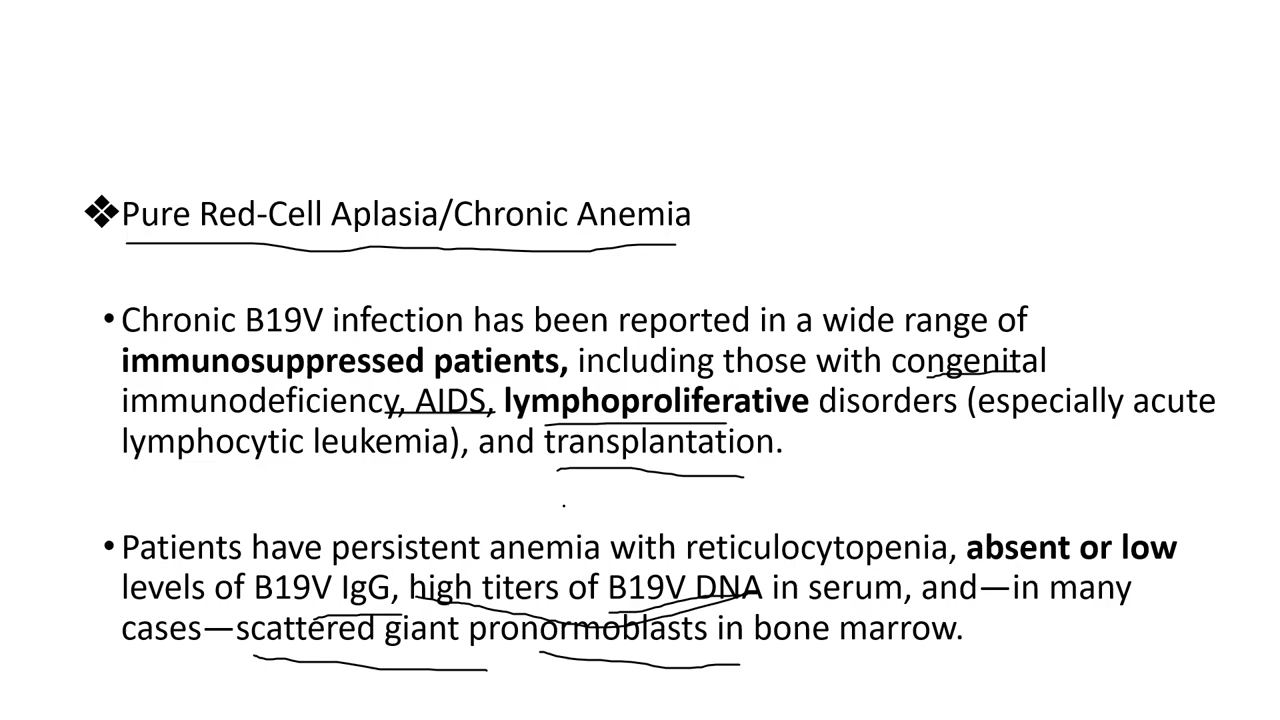 ❖Pure Red-Cell Aplasia/Chronic Anemia
•Chronic B19V infection has been reported in a wide range of
immunosuppressed patients, including those with congenital
immunodeficiency, AIDS, lymphoproliferative disorders (especially acute
lymphocytic leukemia), and transplantation.
•Patients have persistent anemia with reticulocytopenia, absent or low
levels of B19V IgG, high titers of B19V DNA in serum, and—in many
cases—scattered giant pronormoblasts in bone marrow.